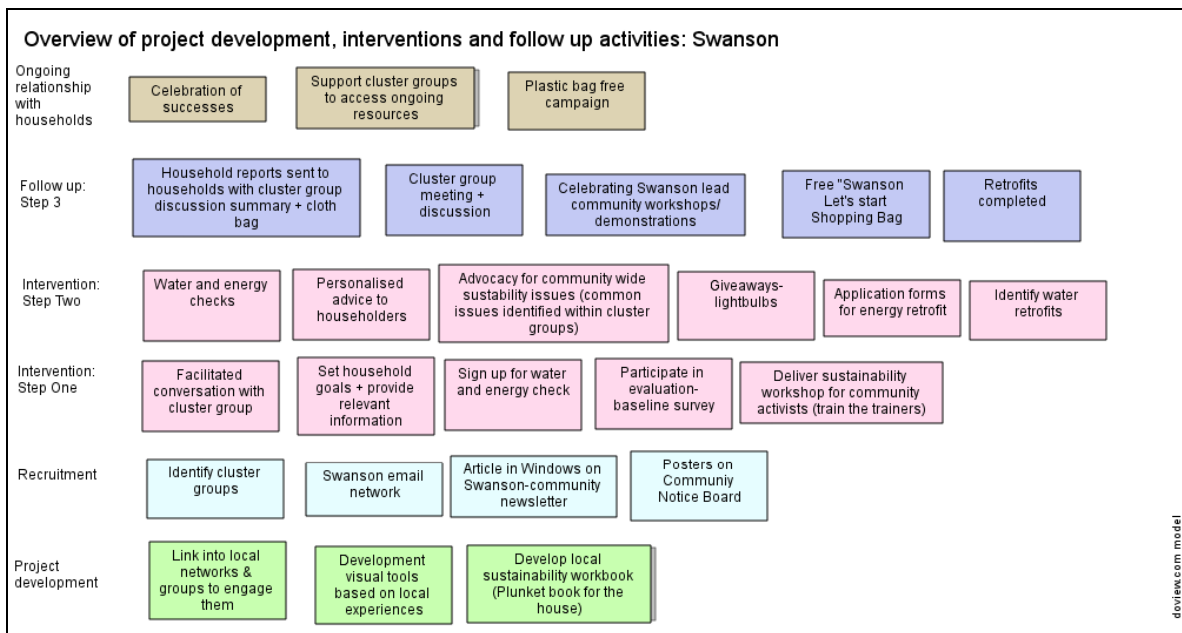 Overview of project development, interventions and follow up activities: Swanson
Ongoing
relationship
with
households
Celebration of
successes
Support cluster groups
to access ongoing
resources
Plastic bag free
campaign
Follow up:
Step 3
Household reports sent to
households with cluster group
discussion summary + cloth
bag
Cluster group
meeting +
discussion
Celebrating Swanson lead
community workshops/
demonstrations
Free "Swanson
Let's start
Shopping Bag
Retrofits
completed
Intervention:
Step Two
Water and energy
checks
Personalised
advice to
householders
Advocacy for community
wide sustability issues (common
issues identified within cluster
groups)
Giveaways-
lightbulbs
Application forms
for energy retrofit
Identify water
retrofits
Intervention:
Step One
Facilitated
conversation with
cluster group
Set household
goals + provide
relevant
information
Sign up for water
and energy check
Participate in
evaluation-
baseline survey
Deliver sustainability
workshop for community
activists (train the trainers)
Recruitment
Identify cluster
groups
Swanson email
network
Article in Windows on
Swanson-community
newsletter
Posters on
Communiy
Notice Board
Project
development
Link into local
networks &
groups to engage
them
Development
visual tools
based on local
experiences
Develop local
sustainability workbook
(Plunket book for the
house)
doview.com model